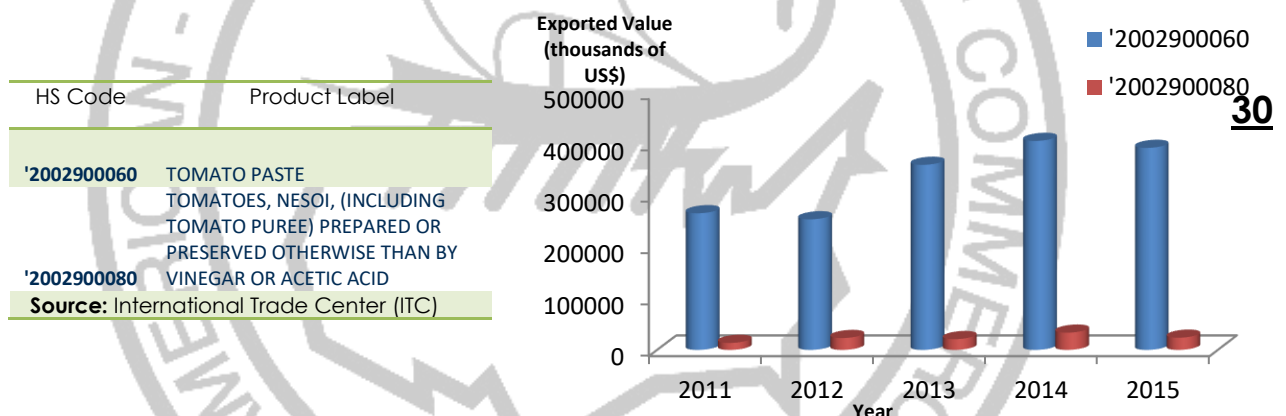 HS Code Product Label
'2002900060 TOMATO PASTE
TOMATOES, NESOI, (INCLUDING
TOMATO PUREE) PREPARED OR
PRESERVED OTHERWISE THAN BY
'2002900080 VINEGAR OR ACETIC ACID
Source: International Trade Center (ITC)
Exported Value
(thousands of
US$)
500000
400000
300000
200000
100000
0
2011 2012 2013 2014 2015
Year
'2002900060
'2002900080
30